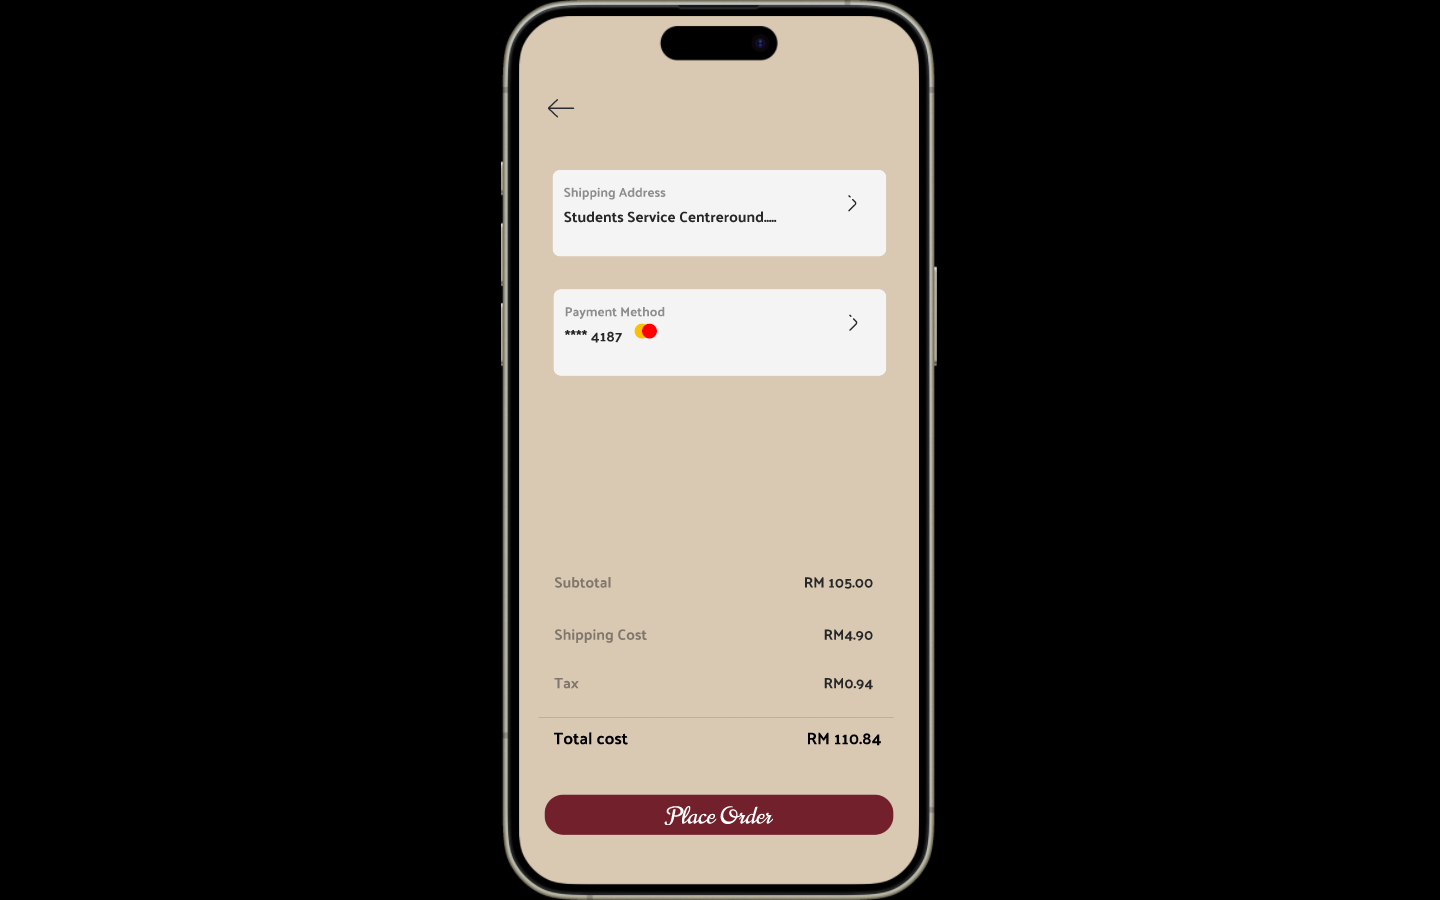 Shipping Address
Students Service Centreround.....
Payment Method
**** 4187
Subtotal RM 105.00
Shipping Cost RM4.90
Tax RM0.94
Total cost RM 110.84
Place Order